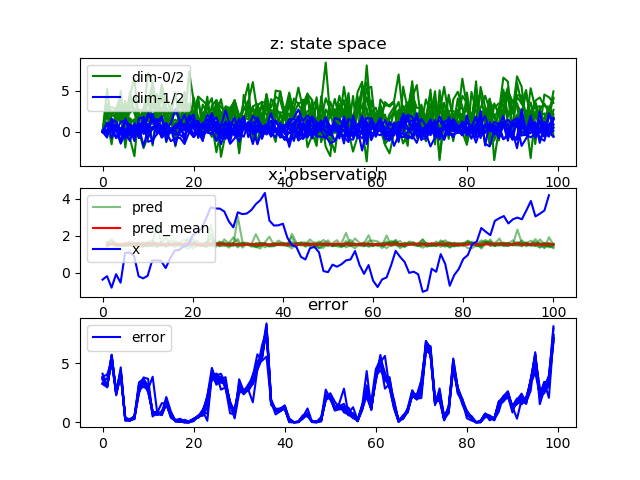 z: state space
dim-0/2
dim-1/2
5
0
0 20 40 60 80 100
x: observation
pred
pred_mean
x
4
2
0
0 20 40 60 80 100
error
error
5
0
0 20 40 60 80 100